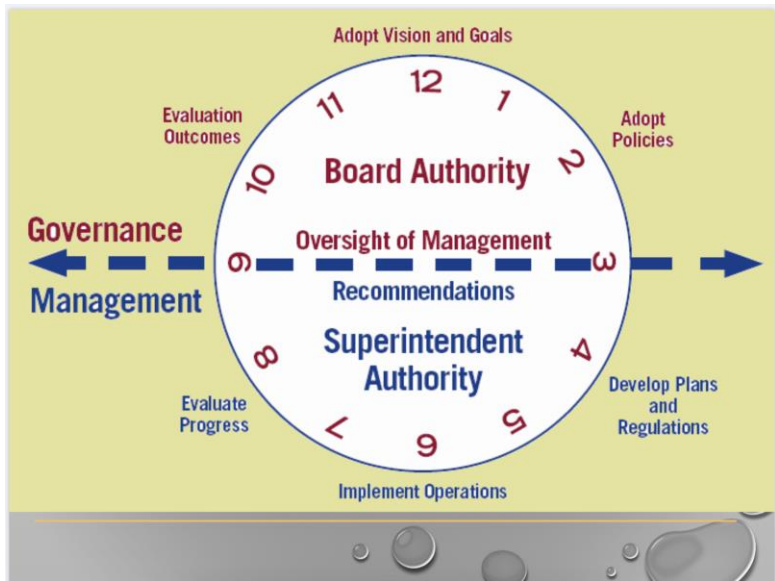 Adopt Vision and Goals
12
11
1
Evaluation
Outcomes
Adopt
Policies
10
2
Board Authority
Governance
Oversight of Management
9
3
Management
Recommendations
Superintendent
Authority
8
4
Evaluate
Progress
Develop Plans
and
Regulations
7
5
6
Implement Operations